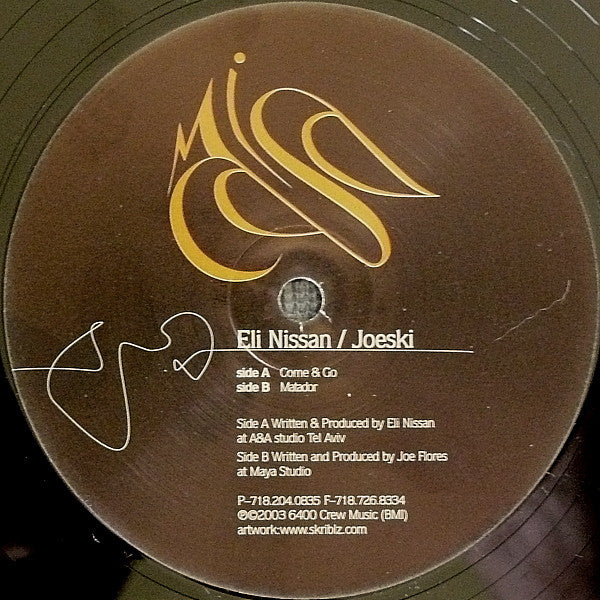 Eli Nissan / Joeski
side A Come & Go
side B Matador
Side A Written & Produced by Eli Nissan
at A&A studio Tel Aviv
Side B Written and Produced by Joe Flores
at Maya Studio
P–718.204.0835 F–718.726.8334
℗©2003 6400 Crew Music (BMI)
artwork:www.skribiz.com